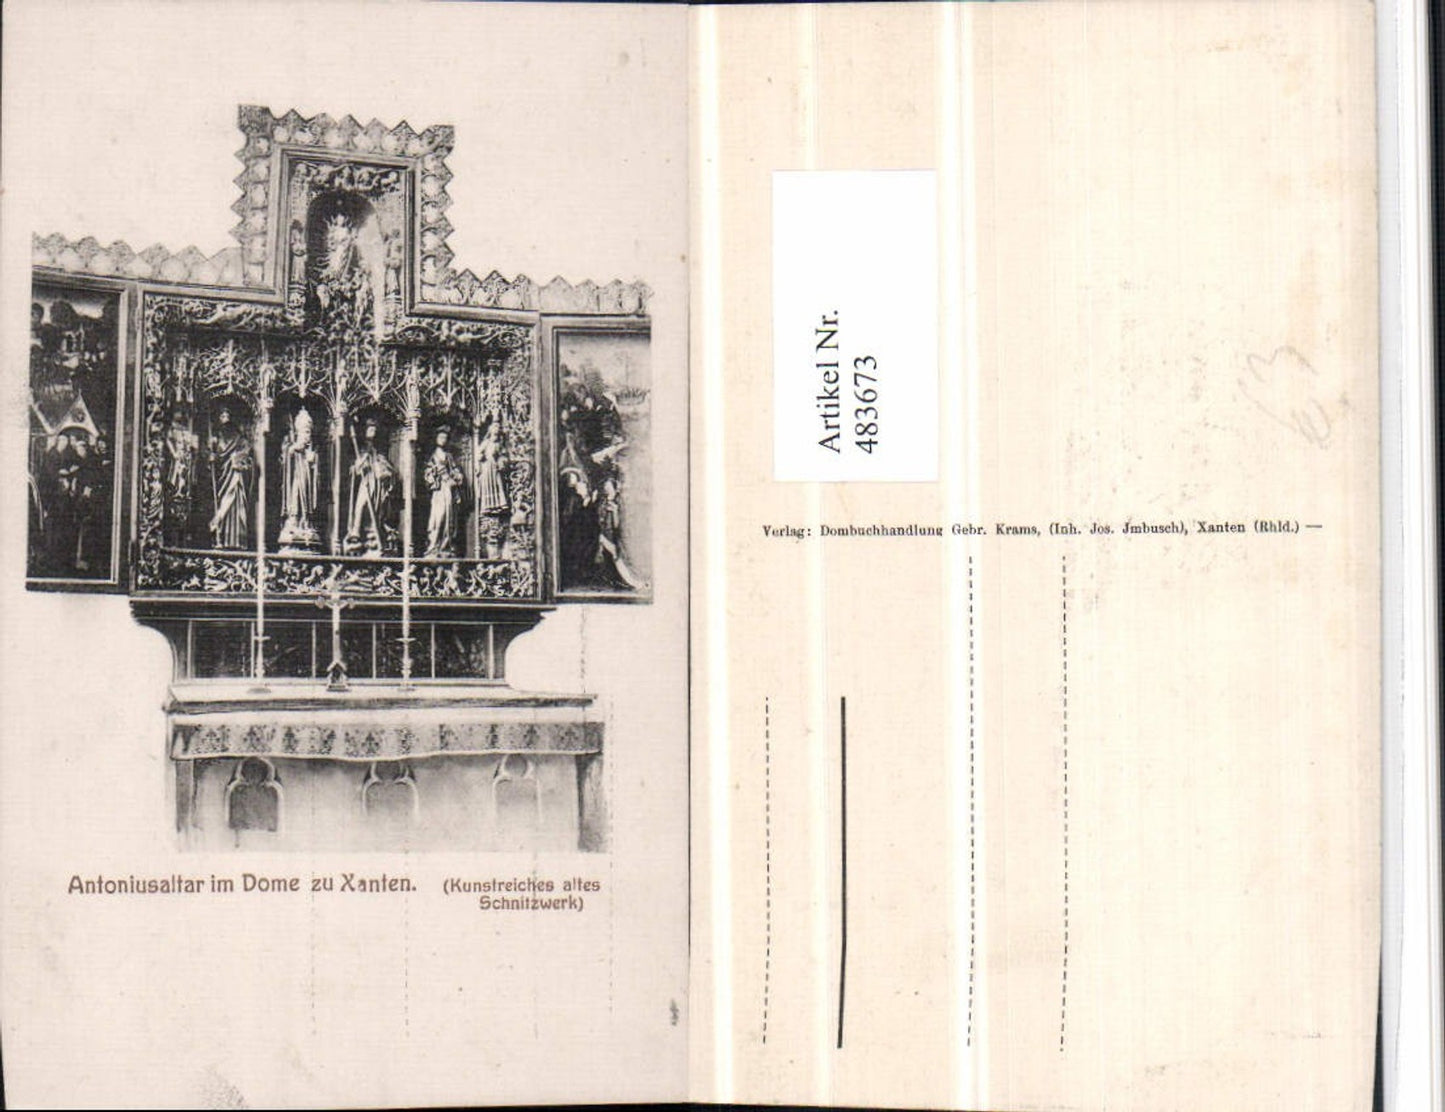 Antoniusaltar im Dome zu Xanten. (Kunstreiches altes
Schnitzwerk)
Artikel Nr.
483673
Verlag: Dombuchhandlung Gebr. Krams, (Inh. Jos. Jmbusch), Xanten (Rhld.) —